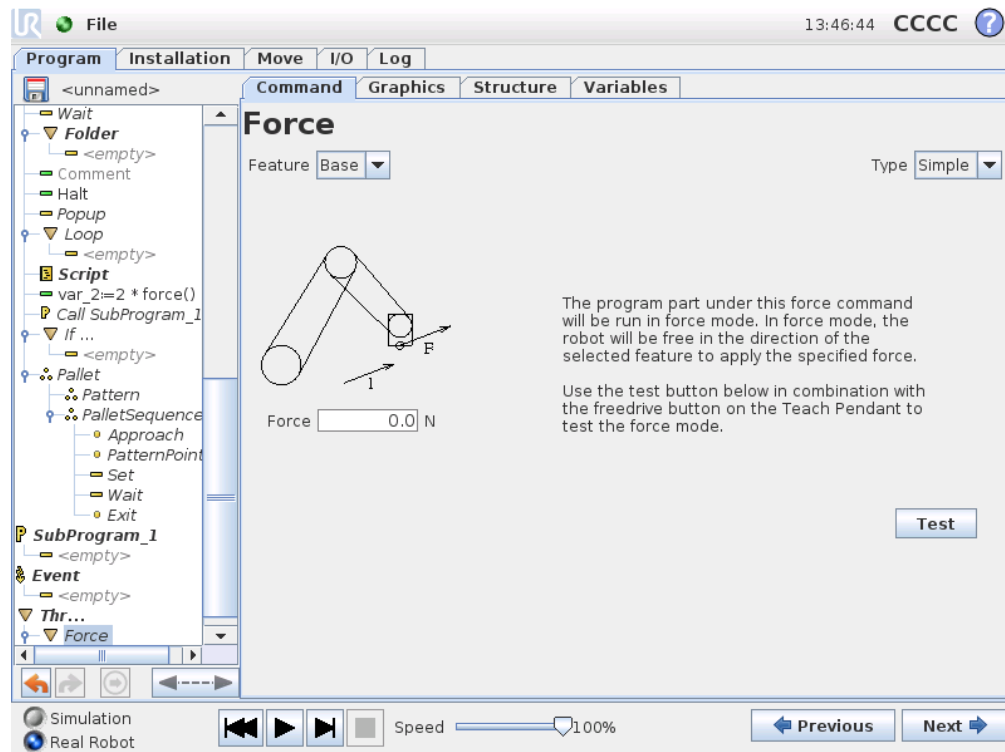 UR File 13:46:44 CCCC ?
Program Installation Move I/O Log
<unnamed>
Command Graphics Structure Variables
Wait
Folder
<empty>
Comment
Halt
Popup
Loop
<empty>
Script
var_2:=2 * force()
P Call SubProgram_1
If ...
<empty>
Pallet
Pattern
PalletSequence
Approach
PatternPoint
Set
Wait
Exit
P SubProgram_1
<empty>
Event
<empty>
Thr...
Force
Force
Feature Base Type Simple
F
1
Force 0.0 N
The program part under this force command
will be run in force mode. In force mode, the
robot will be free in the direction of the
selected feature to apply the specified force.
Use the test button below in combination with
the freedrive button on the Teach Pendant to
test the force mode.
Test
Simulation
Real Robot
Speed 100%
Previous Next